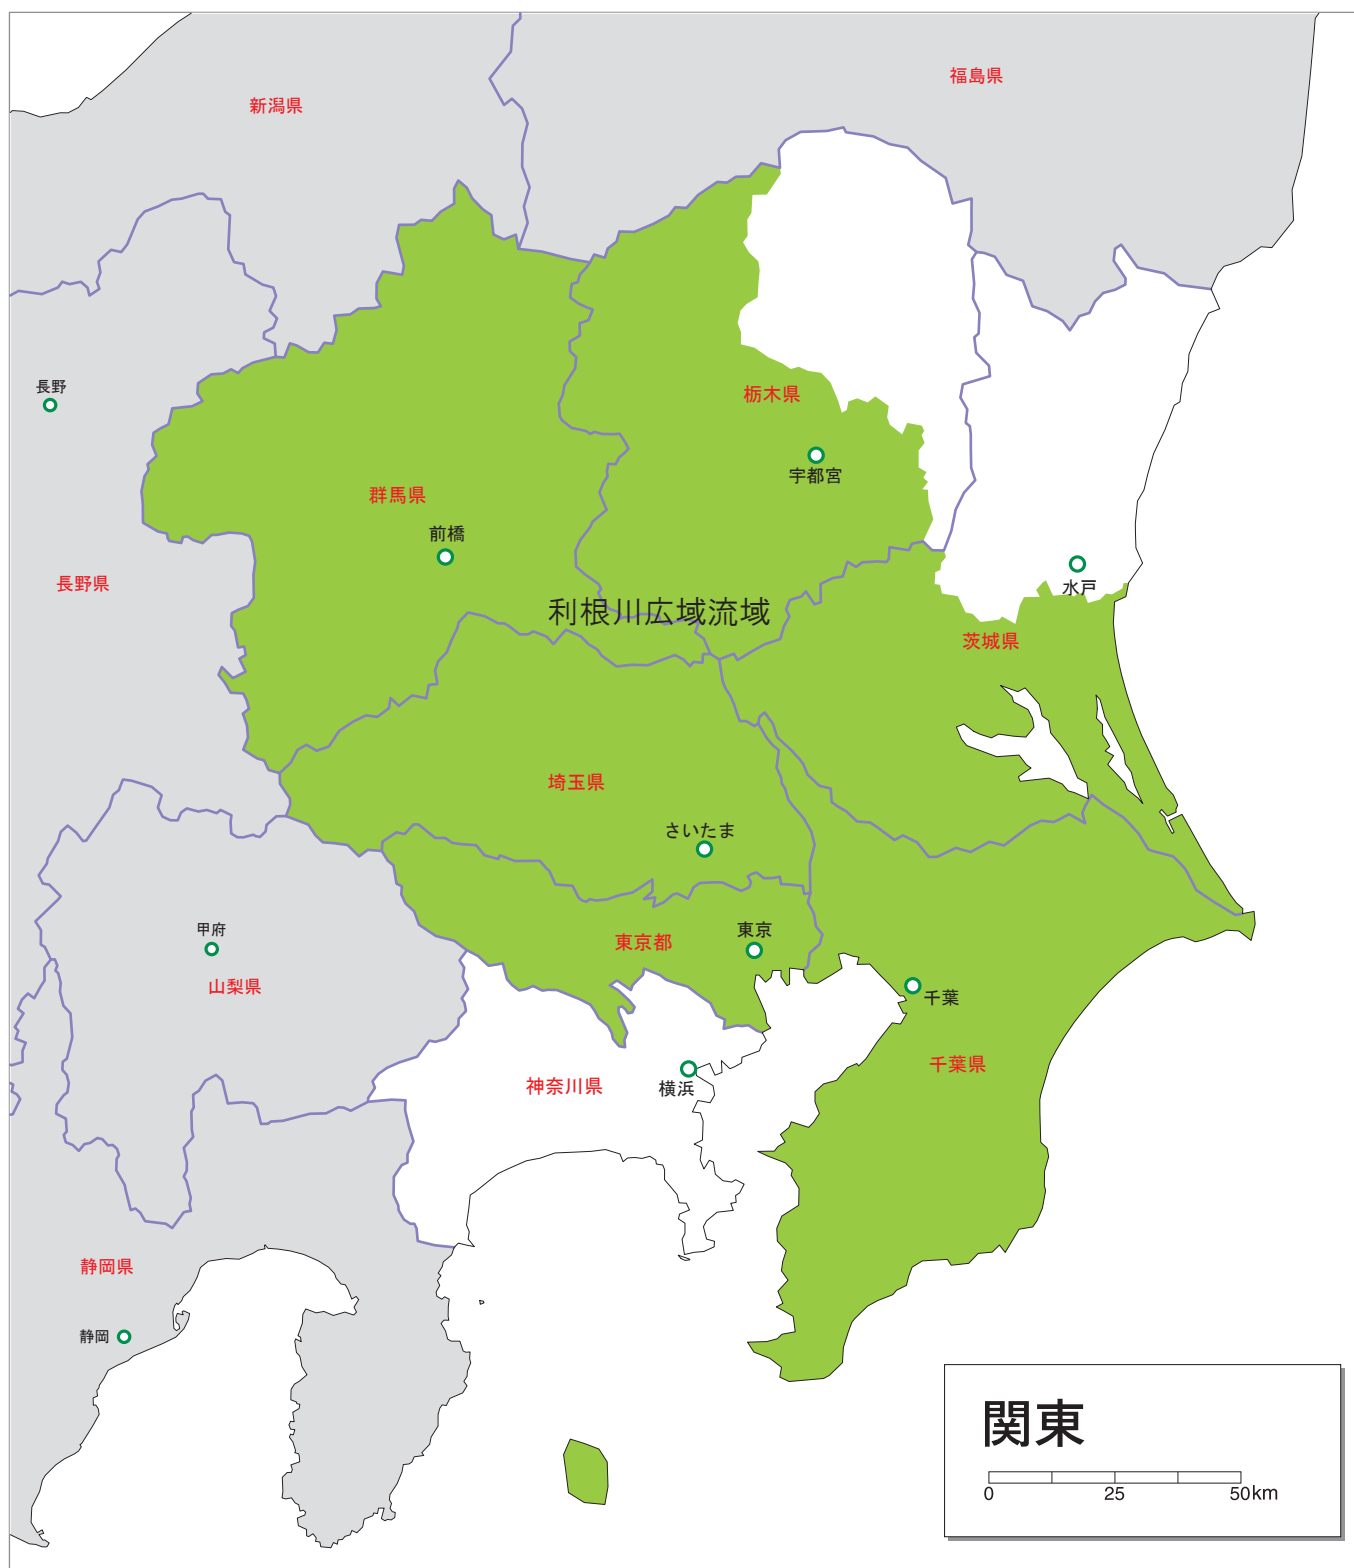 福島県
新潟県
長野
栃木県
宇都宮
群馬県
前橋
水戸
長野県
利根川広域流域
茨城県
埼玉県
さいたま
甲府
東京都
東京
山梨県
千葉
千葉県
神奈川県
横浜
静岡県
静岡
関東
0 25 50km